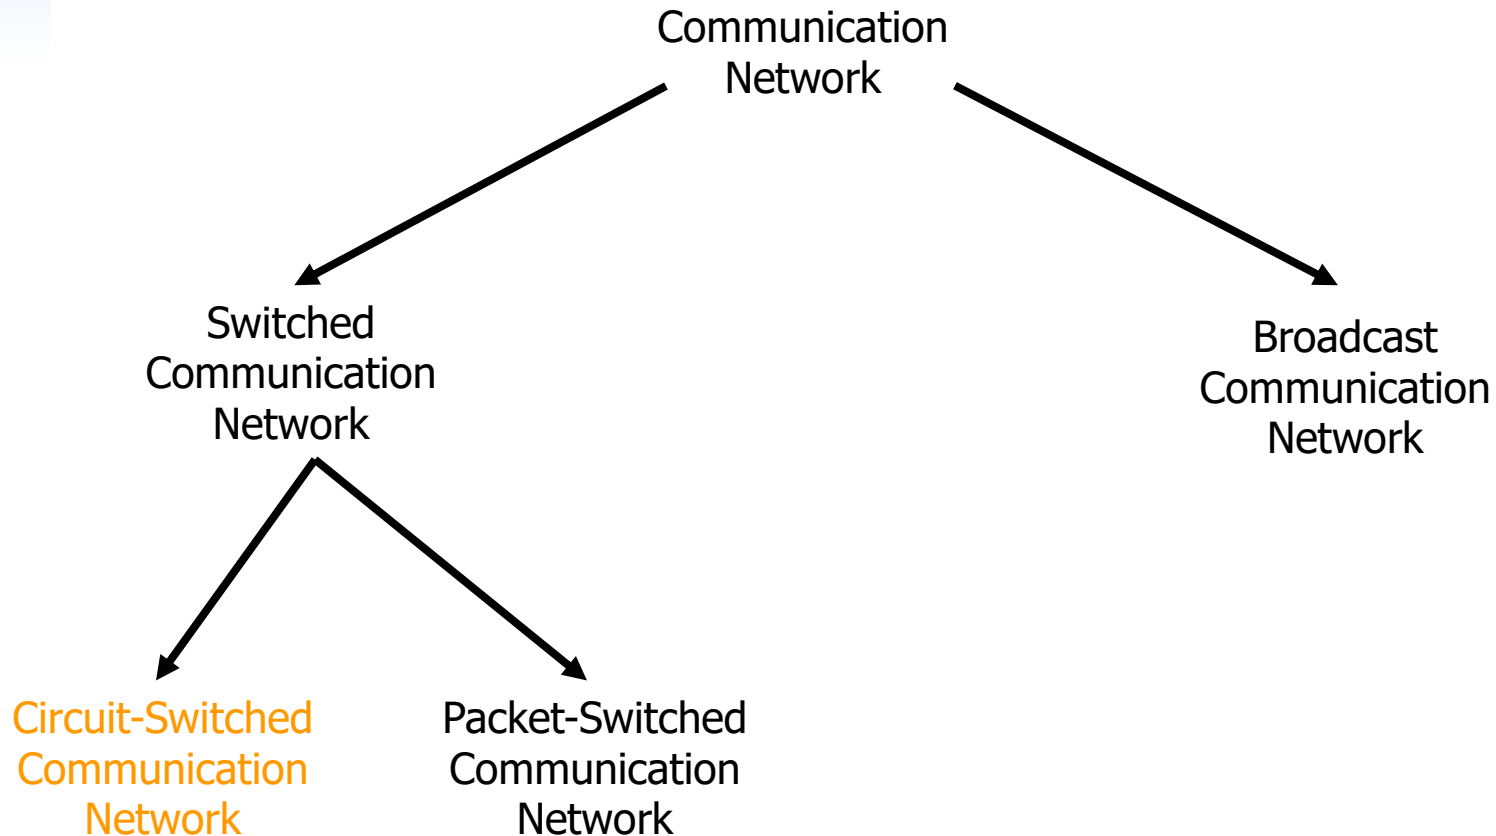 Communication
Network
Switched
Communication
Network
Broadcast
Communication
Network
Circuit-Switched
Communication
Network
Packet-Switched
Communication
Network